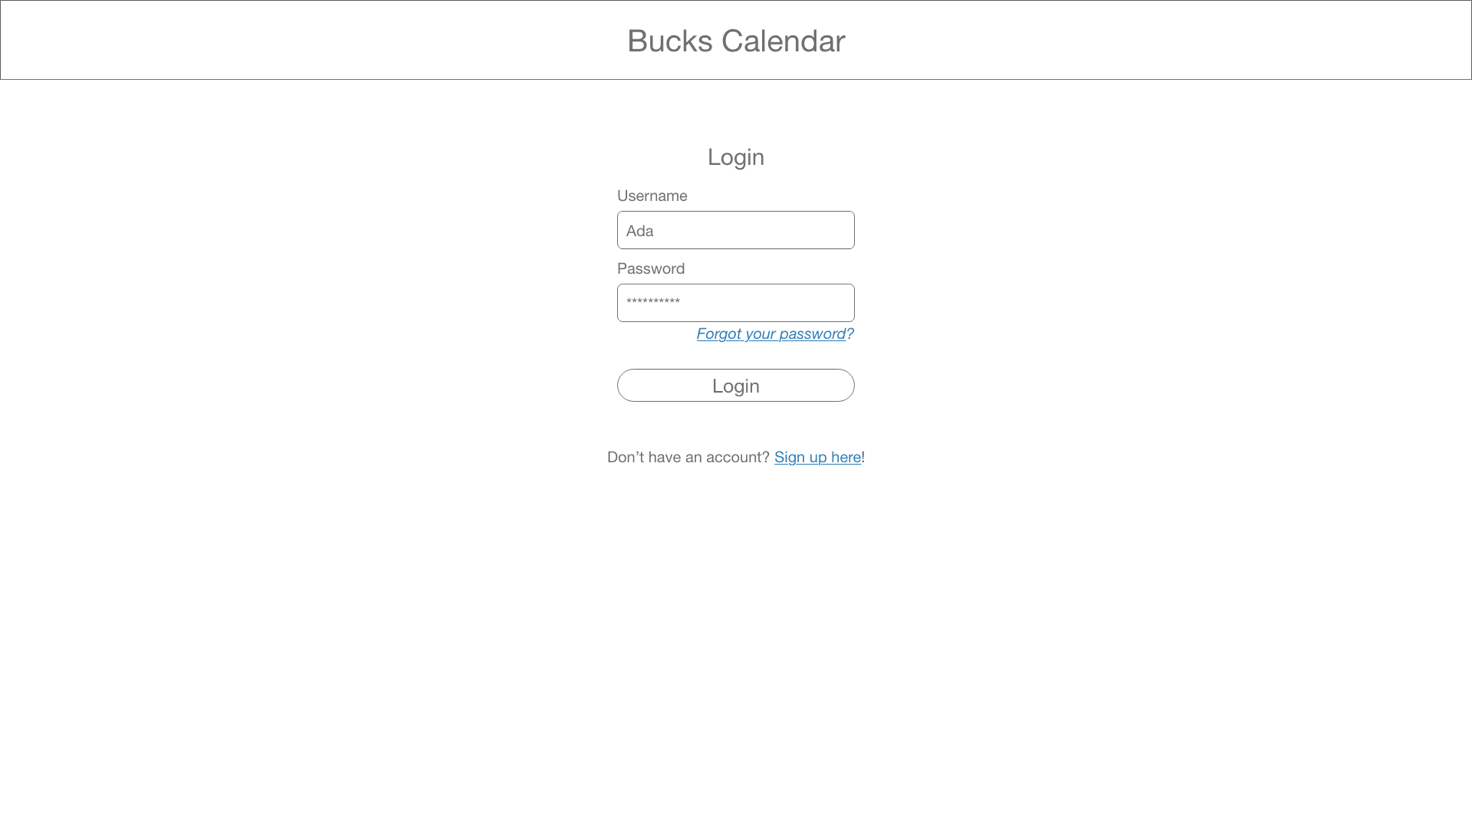 Bucks Calendar
Login
Username
Ada
Password
**********
Forgot your password?
Login
Don’t have an account? Sign up here!